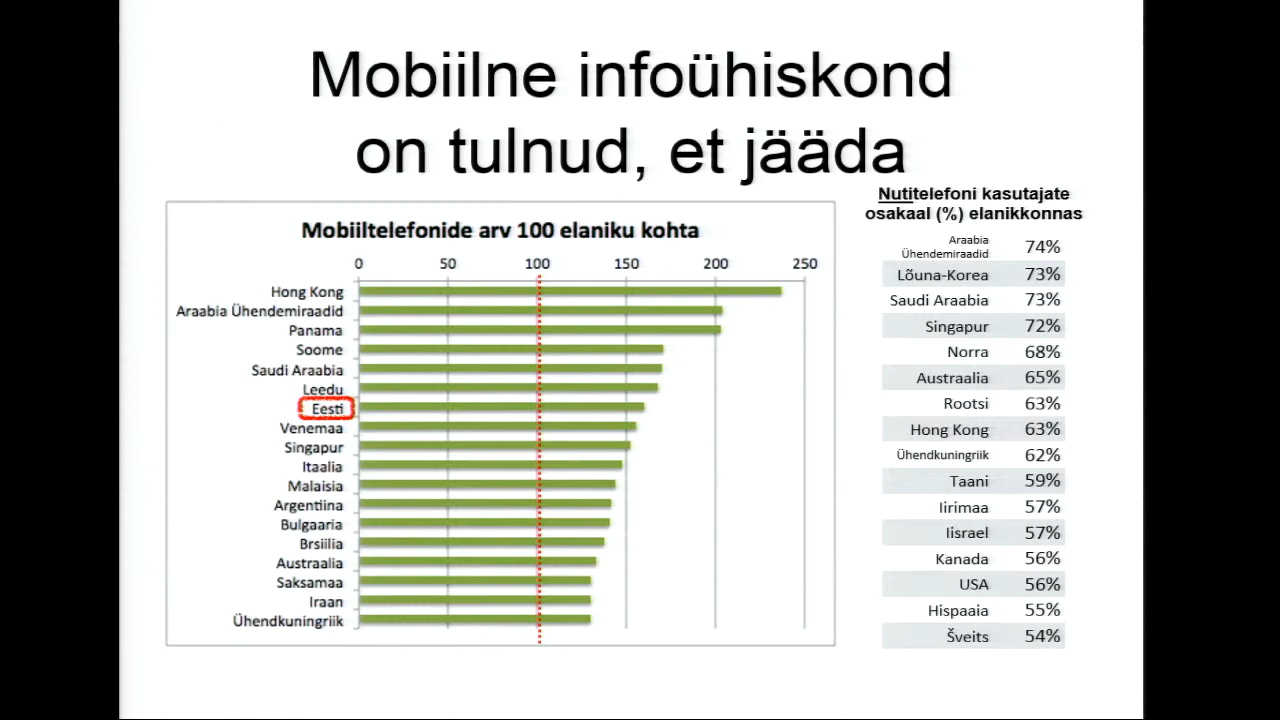 Mobiilne infoühiskond
on tulnud, et jääda
Mobiiltelefonide arv 100 elaniku kohta
0 50 100 150 200 250
Hong Kong
Araabia Ühendemiraadid
Panama
Soome
Saudi Araabia
Leedu
Eesti
Venemaa
Singapur
Itaalia
Malaisia
Argentiina
Bulgaaria
Brsiilia
Austraalia
Saksamaa
Iraan
Ühendkuningriik
Nutitelefoni kasutajate
osakaal (%) elanikkonnas
Araabia
Ühendemiraadid 74%
Lõuna-Korea 73%
Saudi Araabia 73%
Singapur 72%
Norra 68%
Austraalia 65%
Rootsi 63%
Hong Kong 63%
Ühendkuningriik 62%
Taani 59%
Iirimaa 57%
Iisrael 57%
Kanada 56%
USA 56%
Hispaaia 55%
Šveits 54%